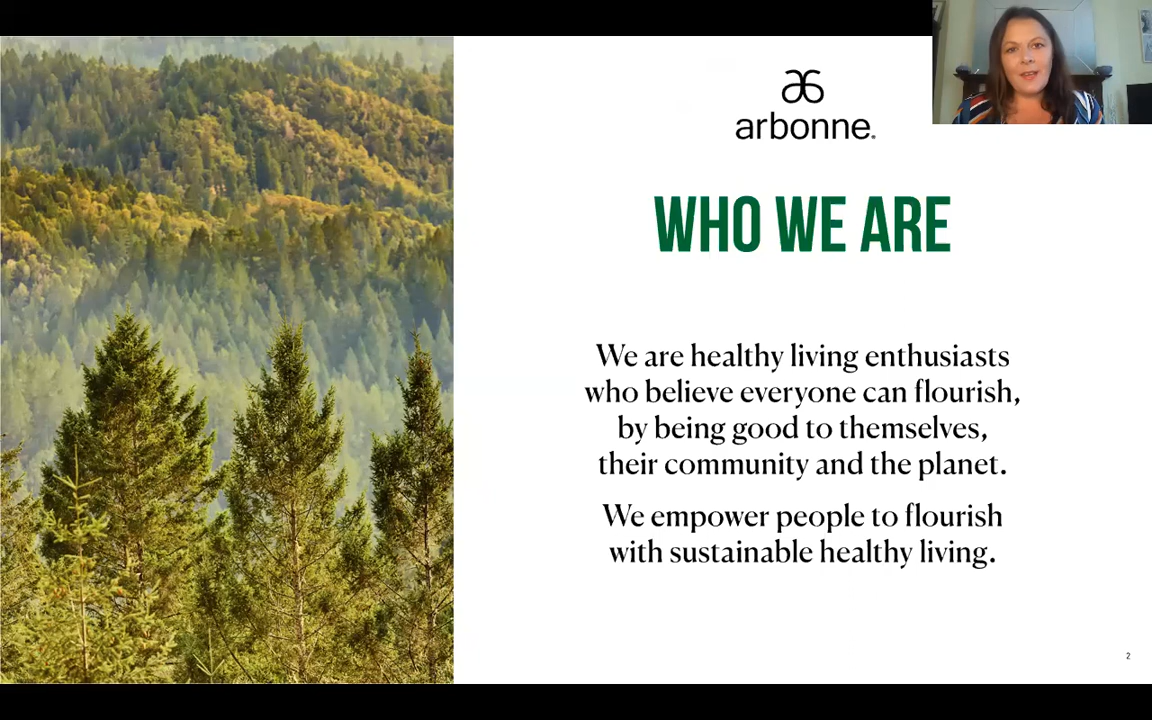 arbonne®
WHO WE ARE
We are healthy living enthusiasts
who believe everyone can flourish,
by being good to themselves,
their community and the planet.
We empower people to flourish
with sustainable healthy living.
2